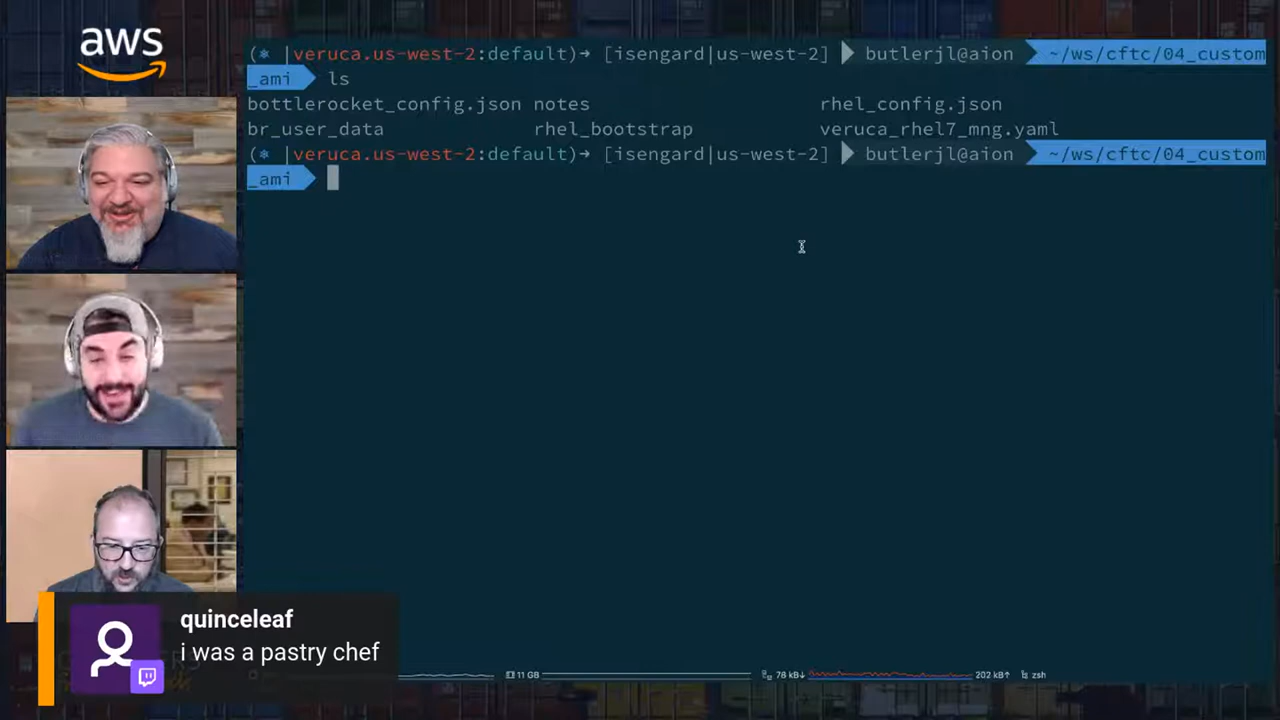 aws
(⎈ |veruca.us-west-2:default)→ [isengard|us-west-2] butlerjl@aion ~/ws/cftc/04_custom
_ami ls
bottlerocket_config.json notes rhel_config.json
br_user_data rhel_bootstrap veruca_rhel7_mng.yaml
(⎈ |veruca.us-west-2:default)→ [isengard|us-west-2] butlerjl@aion ~/ws/cftc/04_custom
_ami
quinceleaf
i was a pastry chef
11 GB 78 kB↓ 202 kB↑ zsh